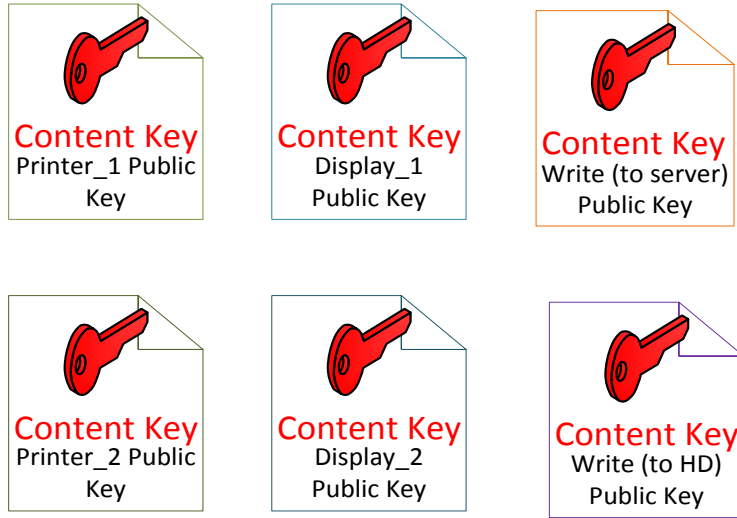 Content Key
Printer_1 Public
Key
Content Key
Display_1
Public Key
Content Key
Write (to server)
Public Key
Content Key
Printer_2 Public
Key
Content Key
Display_2
Public Key
Content Key
Write (to HD)
Public Key